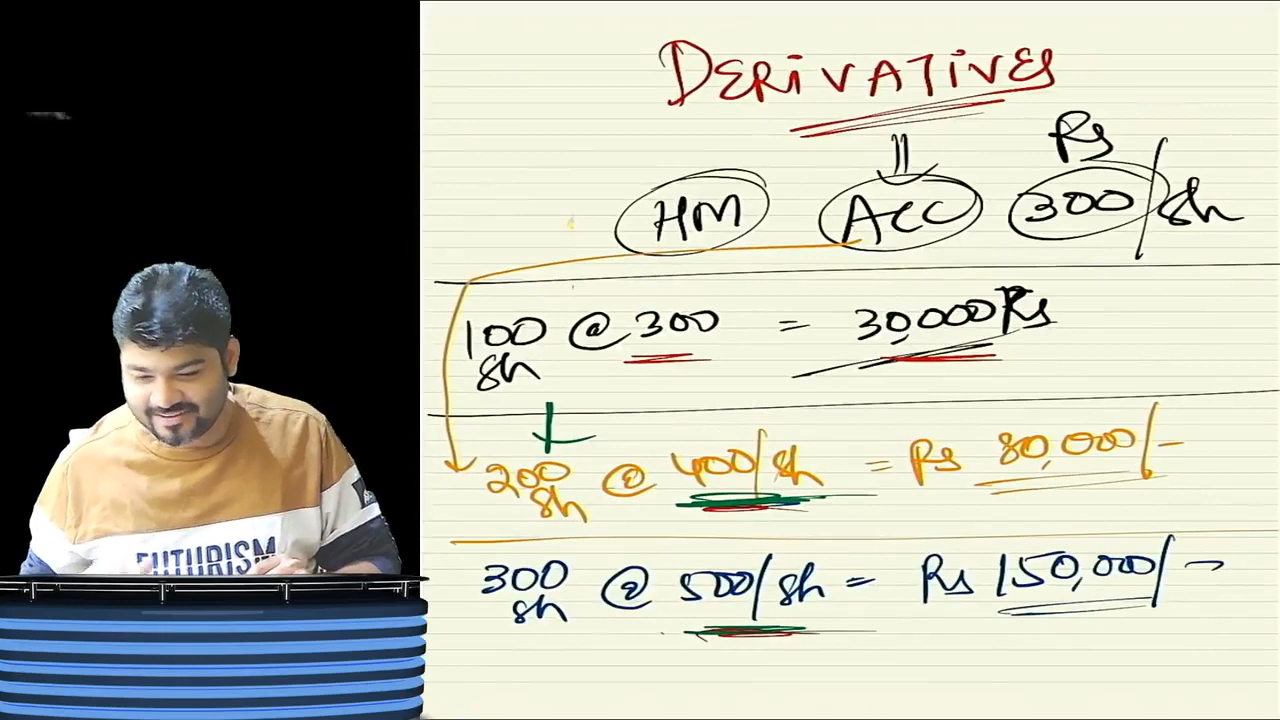 DERIVATIVES
HM ACC Rs 300/sh
100 sh @ 300 = 30,000 Rs
200 sh @ 400/sh = Rs 80,000/-
300 sh @ 500/sh = Rs 150,000/-
FUTURISM